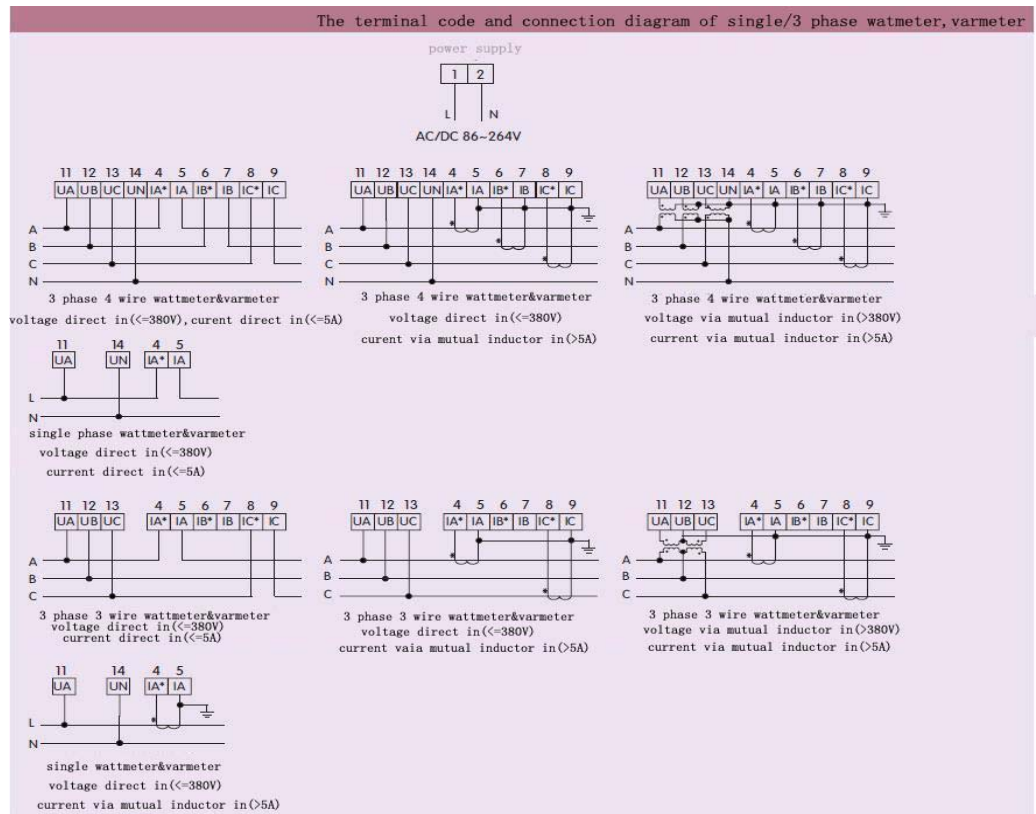 The terminal code and connection diagram of single/3 phase watmeter,varmeter
power supply
1 2
L N
AC/DC 86~264V
11 12 13 14 4 5 6 7 8 9
UA UB UC UN IA* IA IB* IB IC* IC
A
B
C
N
3 phase 4 wire wattmeter&varmeter
voltage direct in(<=380V),curent direct in(<=5A)
11 12 13 14 4 5 6 7 8 9
UA UB UC UN IA* IA IB* IB IC* IC
A
B
C
N
* * *
3 phase 4 wire wattmeter&varmeter
voltage direct in(<=380V)
curent via mutual inductor in(>5A)
11 12 13 14 4 5 6 7 8 9
UA UB UC UN IA* IA IB* IB IC* IC
A
B
C
N
* * *
3 phase 4 wire wattmeter&varmeter
voltage via mutual inductor in(>380V)
current via mutual inductor in(>5A)
11 14 4 5
UA UN IA* IA
L
N
single phase wattmeter&varmeter
voltage direct in(<=380V)
current direct in(<=5A)
11 12 13 4 5 6 7 8 9
UA UB UC IA* IA IB* IB IC* IC
A
B
C
3 phase 3 wire wattmeter&varmeter
voltage direct in(<=380V)
current direct in(<=5A)
11 12 13 4 5 6 7 8 9
UA UB UC IA* IA IB* IB IC* IC
A
B
C
* *
3 phase 3 wire wattmeter&varmeter
voltage direct in(<=380V)
current vaia mutual inductor in(>5A)
11 12 13 4 5 6 7 8 9
UA UB UC IA* IA IB* IB IC* IC
A
B
C
* *
3 phase 3 wire wattmeter&varmeter
voltage via mutual inductor in(>380V)
current via mutual inductor in(>5A)
11 14 4 5
UA UN IA* IA
L
N
*
single wattmeter&varmeter
voltage direct in(<=380V)
current via mutual inductor in(>5A)